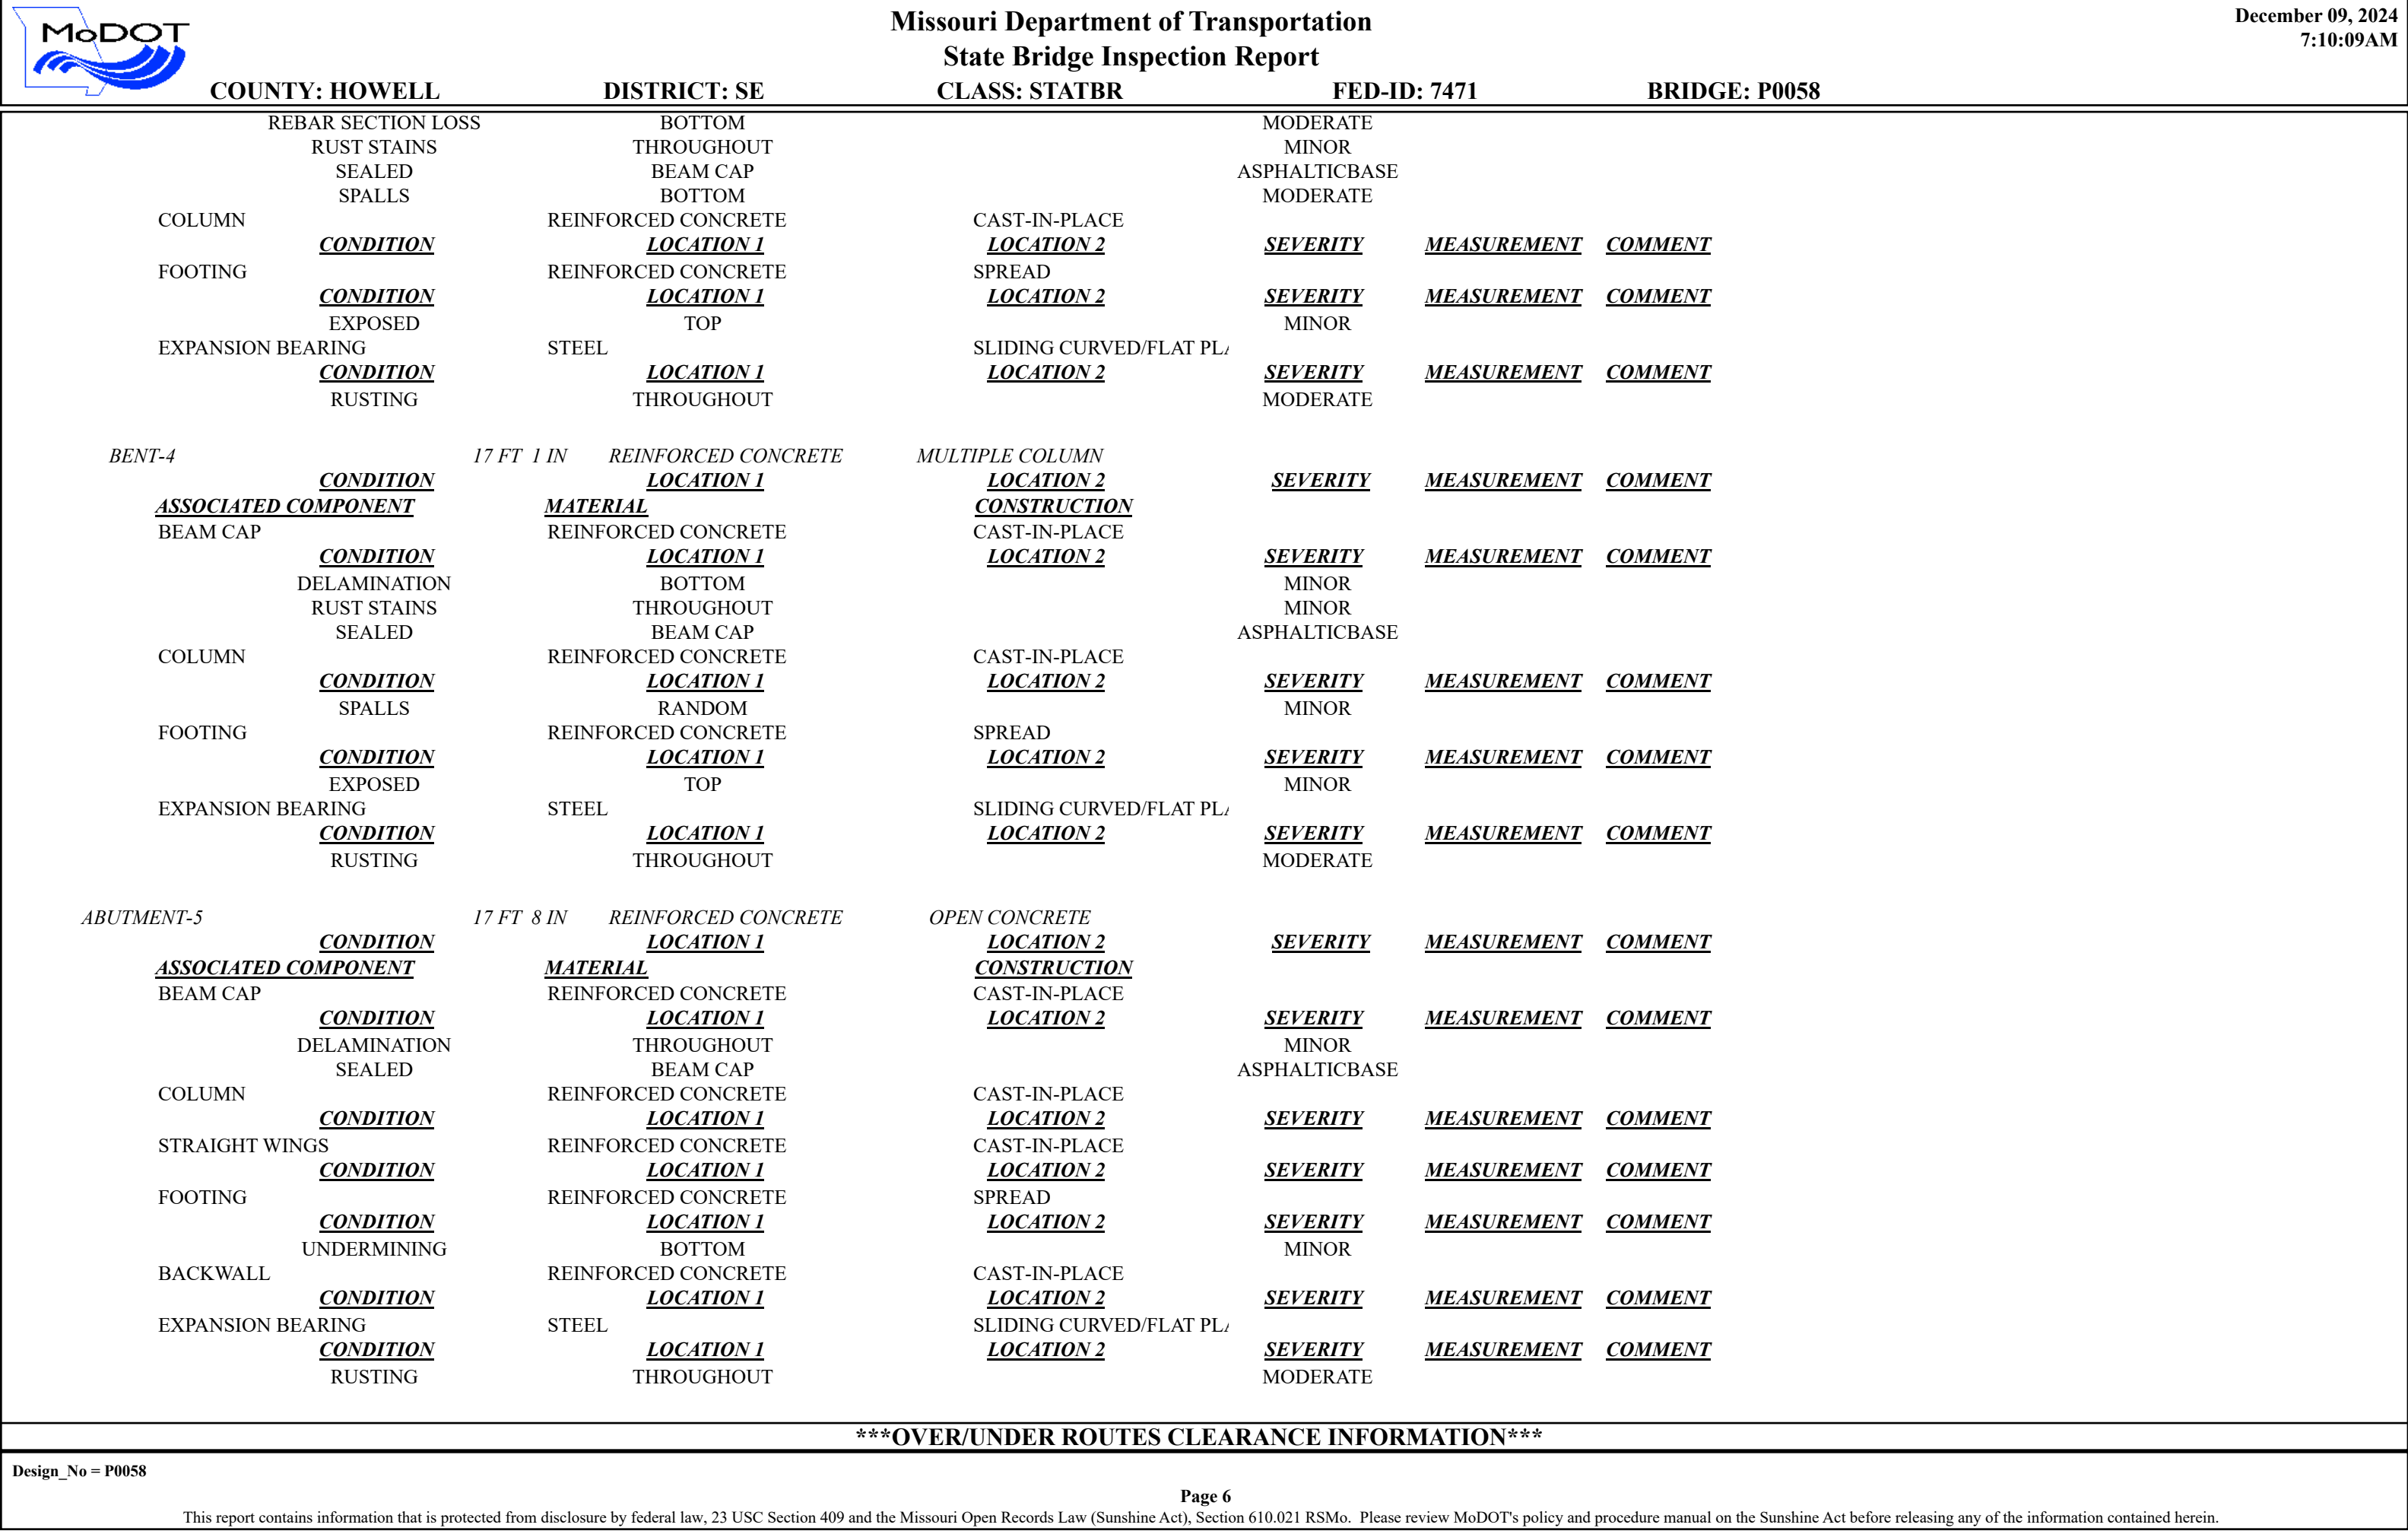 MoDOT
Missouri Department of Transportation
State Bridge Inspection Report
December 09, 2024
7:10:09AM
COUNTY: HOWELL DISTRICT: SE CLASS: STATBR FED-ID: 7471 BRIDGE: P0058
REBAR SECTION LOSS BOTTOM MODERATE
RUST STAINS THROUGHOUT MINOR
SEALED BEAM CAP ASPHALTICBASE
SPALLS BOTTOM MODERATE
COLUMN REINFORCED CONCRETE CAST-IN-PLACE
CONDITION LOCATION 1 LOCATION 2 SEVERITY MEASUREMENT COMMENT
FOOTING REINFORCED CONCRETE SPREAD
CONDITION LOCATION 1 LOCATION 2 SEVERITY MEASUREMENT COMMENT
EXPOSED TOP MINOR
EXPANSION BEARING STEEL SLIDING CURVED/FLAT PL
CONDITION LOCATION 1 LOCATION 2 SEVERITY MEASUREMENT COMMENT
RUSTING THROUGHOUT MODERATE
BENT-4 17 FT 1 IN REINFORCED CONCRETE MULTIPLE COLUMN
CONDITION LOCATION 1 LOCATION 2 SEVERITY MEASUREMENT COMMENT
ASSOCIATED COMPONENT MATERIAL CONSTRUCTION
BEAM CAP REINFORCED CONCRETE CAST-IN-PLACE
CONDITION LOCATION 1 LOCATION 2 SEVERITY MEASUREMENT COMMENT
DELAMINATION BOTTOM MINOR
RUST STAINS THROUGHOUT MINOR
SEALED BEAM CAP ASPHALTICBASE
COLUMN REINFORCED CONCRETE CAST-IN-PLACE
CONDITION LOCATION 1 LOCATION 2 SEVERITY MEASUREMENT COMMENT
SPALLS RANDOM MINOR
FOOTING REINFORCED CONCRETE SPREAD
CONDITION LOCATION 1 LOCATION 2 SEVERITY MEASUREMENT COMMENT
EXPOSED TOP MINOR
EXPANSION BEARING STEEL SLIDING CURVED/FLAT PL
CONDITION LOCATION 1 LOCATION 2 SEVERITY MEASUREMENT COMMENT
RUSTING THROUGHOUT MODERATE
ABUTMENT-5 17 FT 8 IN REINFORCED CONCRETE OPEN CONCRETE
CONDITION LOCATION 1 LOCATION 2 SEVERITY MEASUREMENT COMMENT
ASSOCIATED COMPONENT MATERIAL CONSTRUCTION
BEAM CAP REINFORCED CONCRETE CAST-IN-PLACE
CONDITION LOCATION 1 LOCATION 2 SEVERITY MEASUREMENT COMMENT
DELAMINATION THROUGHOUT MINOR
SEALED BEAM CAP ASPHALTICBASE
COLUMN REINFORCED CONCRETE CAST-IN-PLACE
CONDITION LOCATION 1 LOCATION 2 SEVERITY MEASUREMENT COMMENT
STRAIGHT WINGS REINFORCED CONCRETE CAST-IN-PLACE
CONDITION LOCATION 1 LOCATION 2 SEVERITY MEASUREMENT COMMENT
FOOTING REINFORCED CONCRETE SPREAD
CONDITION LOCATION 1 LOCATION 2 SEVERITY MEASUREMENT COMMENT
UNDERMINING BOTTOM MINOR
BACKWALL REINFORCED CONCRETE CAST-IN-PLACE
CONDITION LOCATION 1 LOCATION 2 SEVERITY MEASUREMENT COMMENT
EXPANSION BEARING STEEL SLIDING CURVED/FLAT PL
CONDITION LOCATION 1 LOCATION 2 SEVERITY MEASUREMENT COMMENT
RUSTING THROUGHOUT MODERATE
***OVER/UNDER ROUTES CLEARANCE INFORMATION***
Design_No = P0058
Page 6
This report contains information that is protected from disclosure by federal law, 23 USC Section 409 and the Missouri Open Records Law (Sunshine Act), Section 610.021 RSMo. Please review MoDOT's policy and procedure manual on the Sunshine Act before releasing any of the information contained herein.